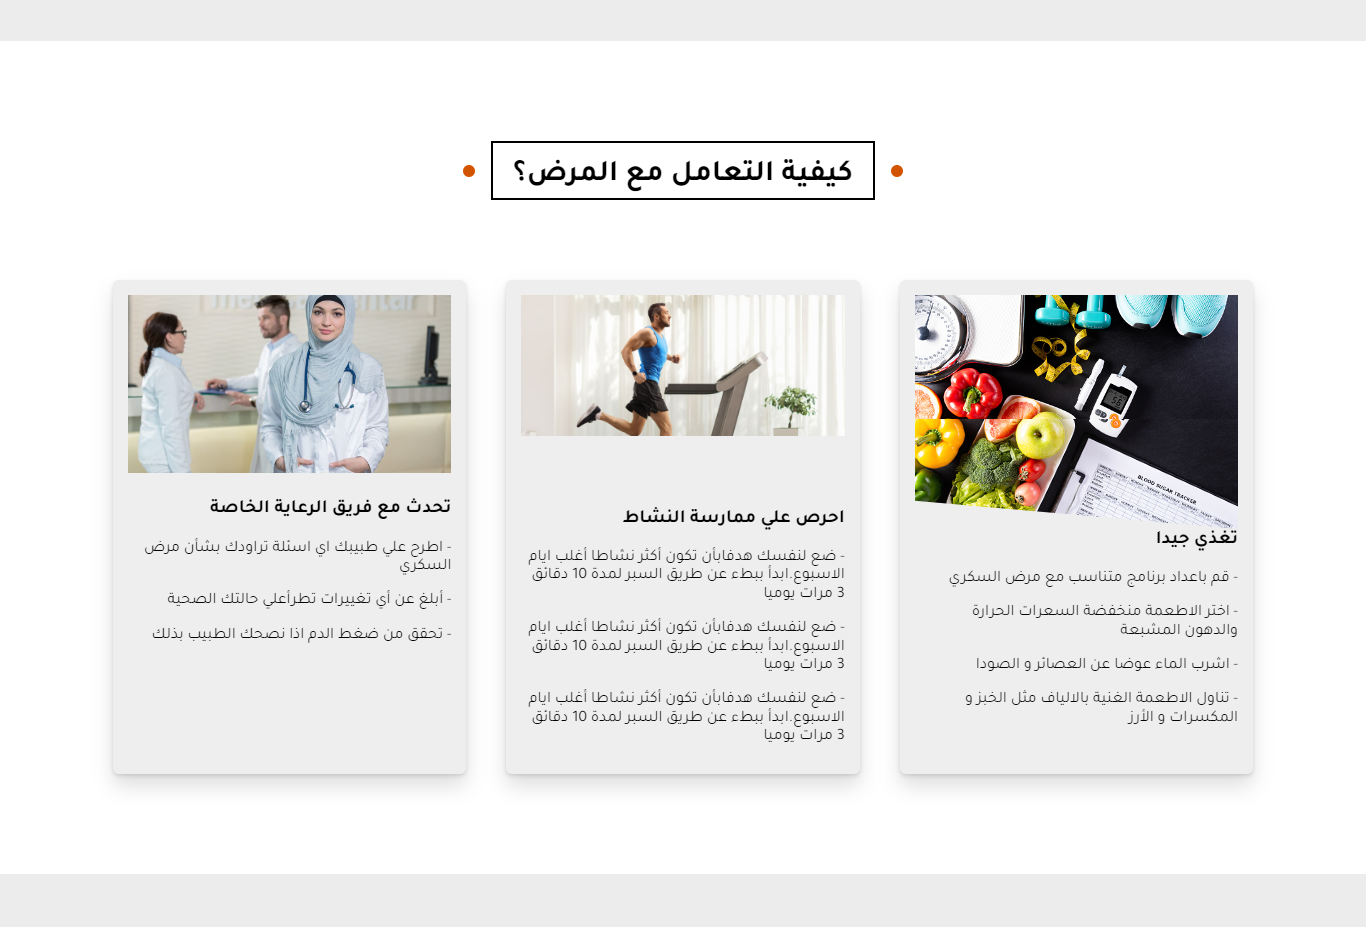 كيفية التعامل مع المرض؟
BLOOD SUGAR TRACKER
تغذي جيدا
- قم باعداد برنامج متناسب مع مرض السكري
- اختر الاطعمة منخفضة السعرات الحرارة
والدهون المشبعة
- اشرب الماء عوضا عن العصائر و الصودا
- تناول الاطعمة الغنية بالالياف مثل الخبز و
المكسرات و الأرز
احرص علي ممارسة النشاط
- ضع لنفسك هدفابأن تكون أكثر نشاطا أغلب ايام
الاسبوع.ابدأ ببطء عن طريق السبر لمدة 10 دقائق
3 مرات يوميا
- ضع لنفسك هدفابأن تكون أكثر نشاطا أغلب ايام
الاسبوع.ابدأ ببطء عن طريق السبر لمدة 10 دقائق
3 مرات يوميا
- ضع لنفسك هدفابأن تكون أكثر نشاطا أغلب ايام
الاسبوع.ابدأ ببطء عن طريق السبر لمدة 10 دقائق
3 مرات يوميا
تحدث مع فريق الرعاية الخاصة
- اطرح علي طبيبك اي اسئلة تراودك بشأن مرض
السكري
- أبلغ عن أي تغييرات تطرأعلي حالتك الصحية
- تحقق من ضغط الدم اذا نصحك الطبيب بذلك